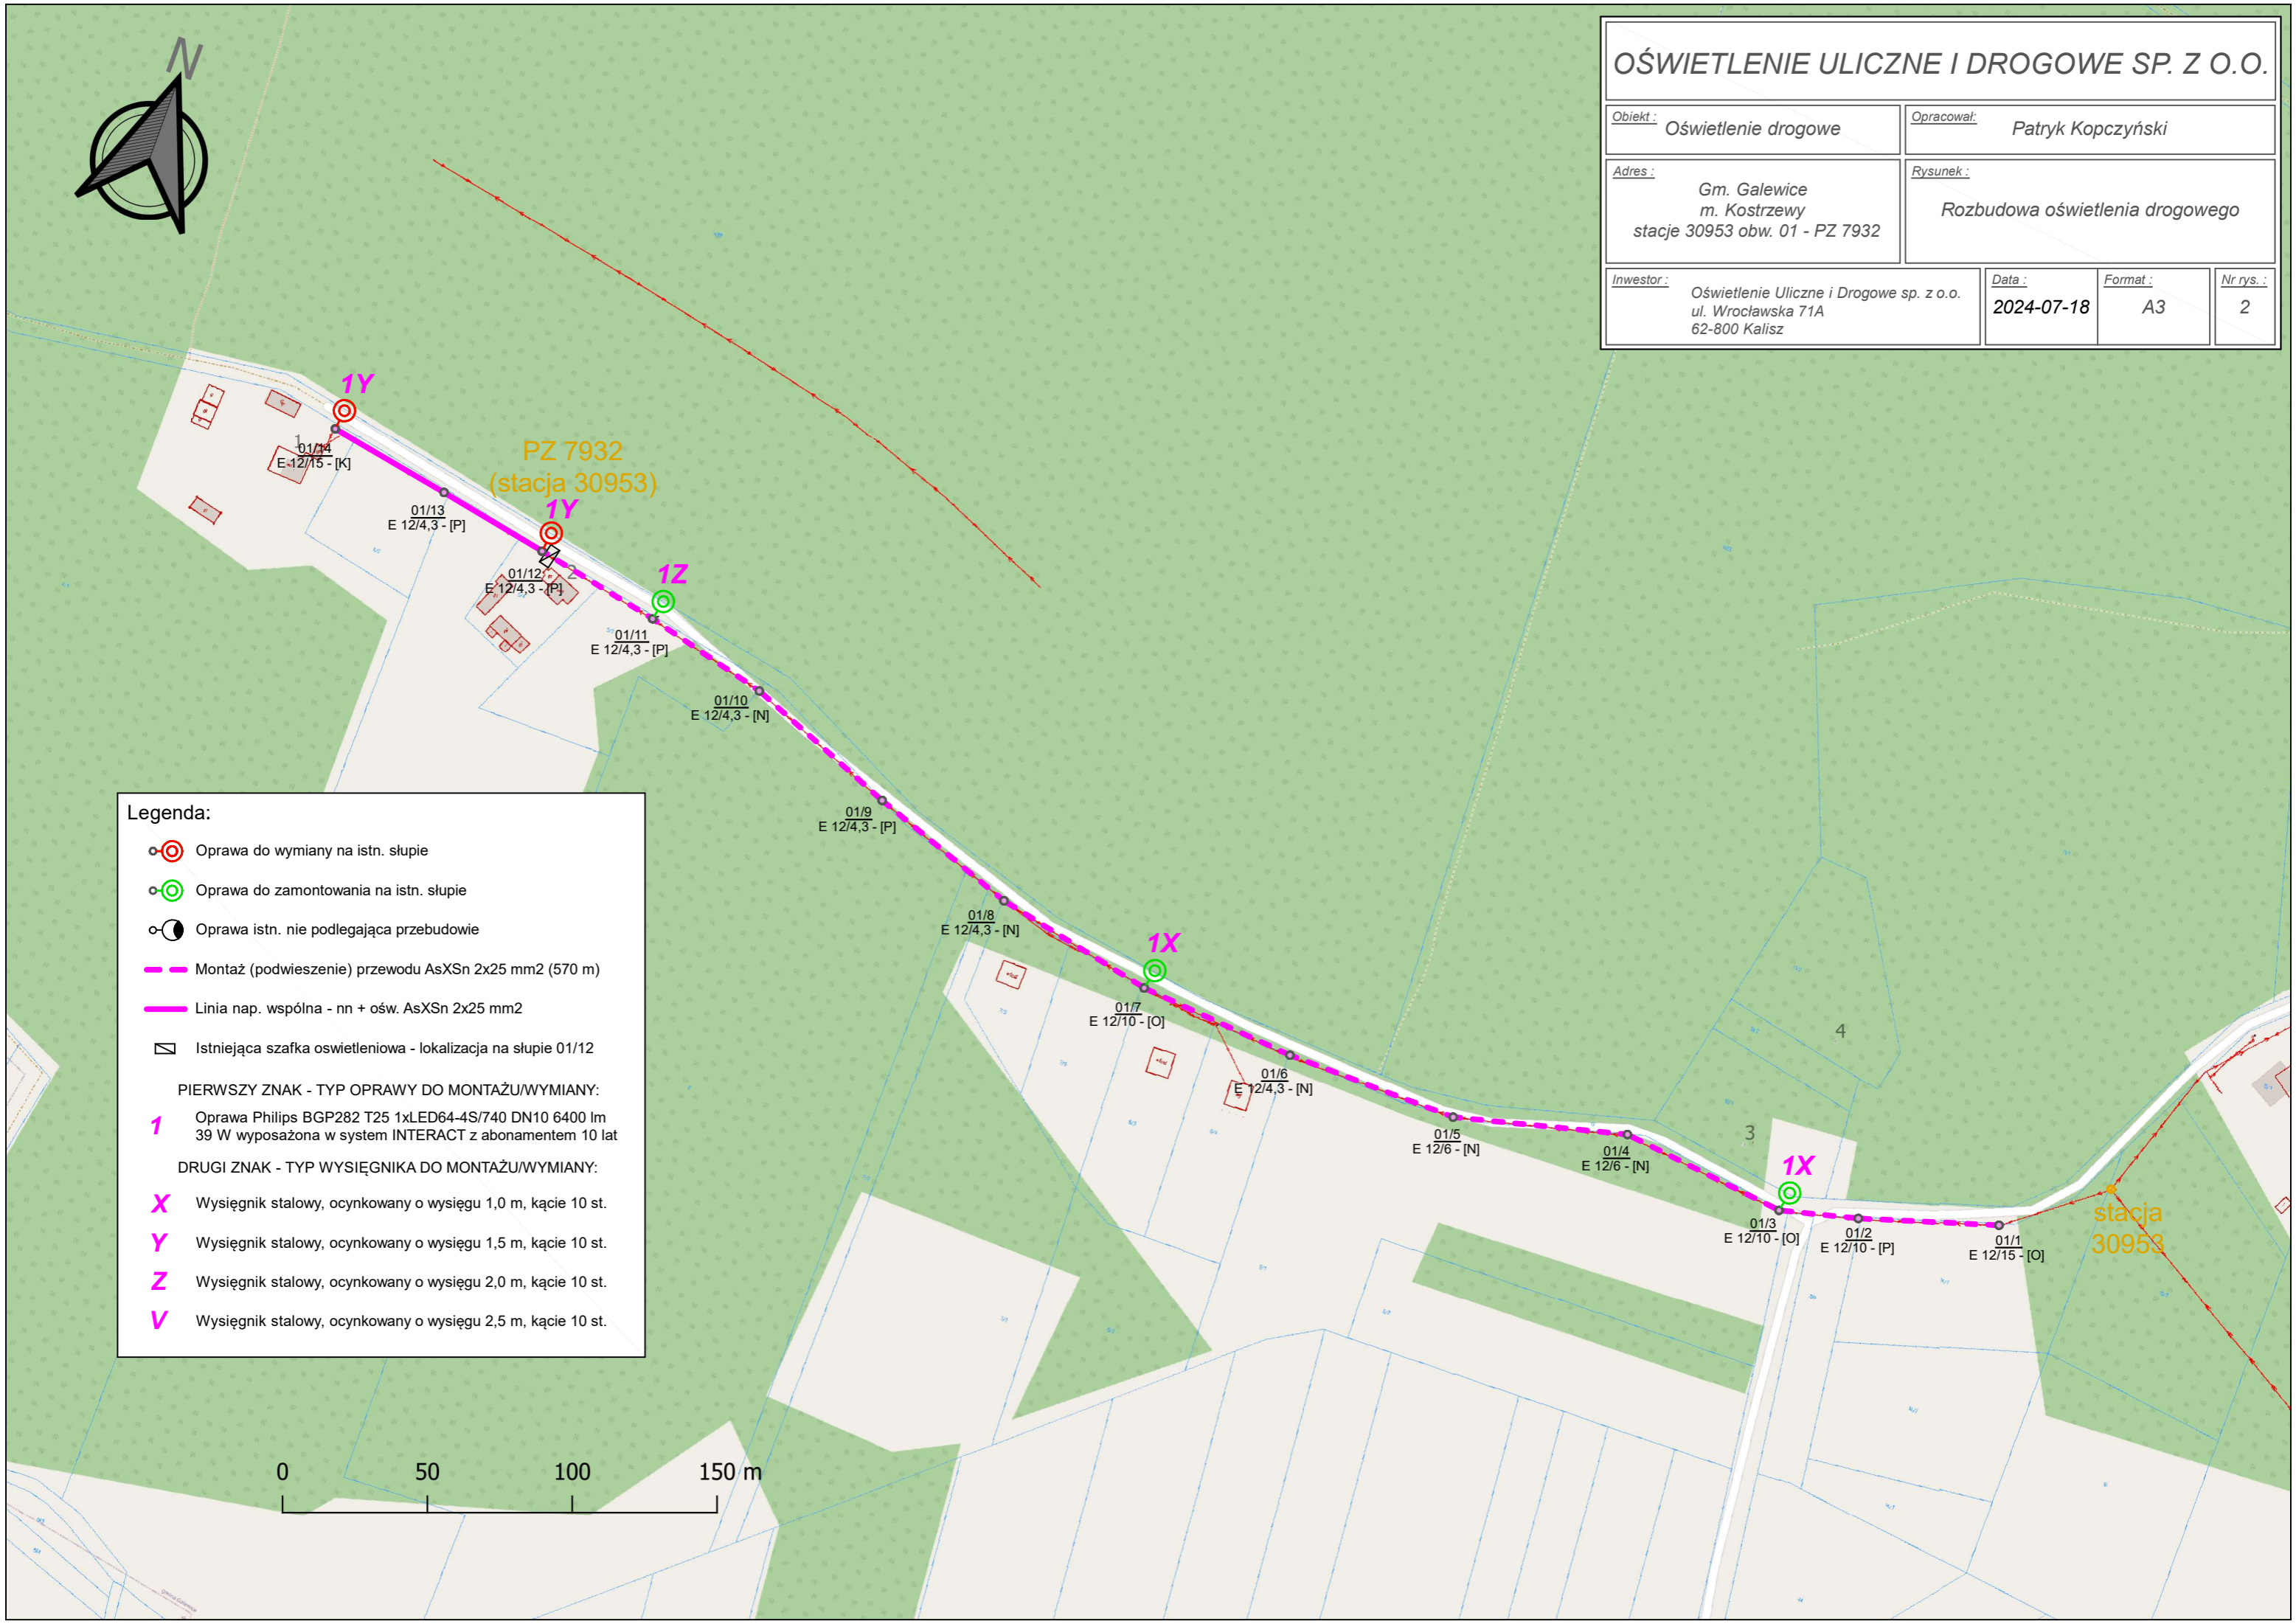 N
OŚWIETLENIE ULICZNE I DROGOWE SP. Z O.O.
Obiekt :
Oświetlenie drogowe
Opracował:
Patryk Kopczyński
Adres :
Gm. Galewice
m. Kostrzewy
stacje 30953 obw. 01 - PZ 7932
Rysunek :
Rozbudowa oświetlenia drogowego
Inwestor :
Oświetlenie Uliczne i Drogowe sp. z o.o.
ul. Wrocławska 71A
62-800 Kalisz
Data :
2024-07-18
Format :
A3
Nr rys. :
2
1Y
1
01/14
E 12/15 - [K]
PZ 7932
(stacja 30953)
01/13
E 12/4,3 - [P]
1Y
01/12
E 12/4,3 - [P]
2
1Z
01/11
E 12/4,3 - [P]
01/10
E 12/4,3 - [N]
01/9
E 12/4,3 - [P]
01/8
E 12/4,3 - [N]
1X
01/7
E 12/10 - [O]
01/6
E 12/4,3 - [N]
01/5
E 12/6 - [N]
01/4
E 12/6 - [N]
4
3
1X
01/3
E 12/10 - [O]
01/2
E 12/10 - [P]
01/1
E 12/15 - [O]
stacja
30953
Legenda:
Oprawa do wymiany na istn. słupie
Oprawa do zamontowania na istn. słupie
Oprawa istn. nie podlegająca przebudowie
Montaż (podwieszenie) przewodu AsXSn 2x25 mm2 (570 m)
Linia nap. wspólna - nn + ośw. AsXSn 2x25 mm2
Istniejąca szafka oswietleniowa - lokalizacja na słupie 01/12
PIERWSZY ZNAK - TYP OPRAWY DO MONTAŻU/WYMIANY:
1 Oprawa Philips BGP282 T25 1xLED64-4S/740 DN10 6400 lm
39 W wyposażona w system INTERACT z abonamentem 10 lat
DRUGI ZNAK - TYP WYSIĘGNIKA DO MONTAŻU/WYMIANY:
X Wysięgnik stalowy, ocynkowany o wysięgu 1,0 m, kącie 10 st.
Y Wysięgnik stalowy, ocynkowany o wysięgu 1,5 m, kącie 10 st.
Z Wysięgnik stalowy, ocynkowany o wysięgu 2,0 m, kącie 10 st.
V Wysięgnik stalowy, ocynkowany o wysięgu 2,5 m, kącie 10 st.
0 50 100 150 m